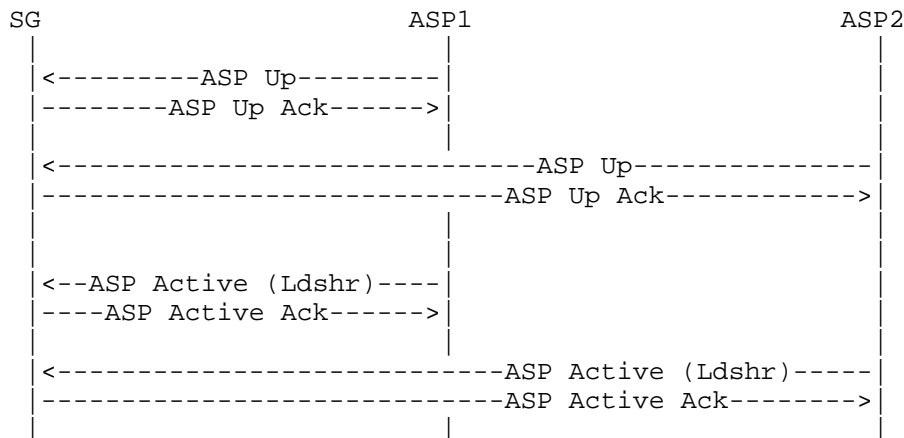 SG ASP1 ASP2
<---------ASP Up---------
--------ASP Up Ack------>
<------------------------------ASP Up---------------
-----------------------------ASP Up Ack------------>
<--ASP Active (Ldshr)----
----ASP Active Ack------>
<----------------------------ASP Active (Ldshr)-----
-----------------------------ASP Active Ack-------->